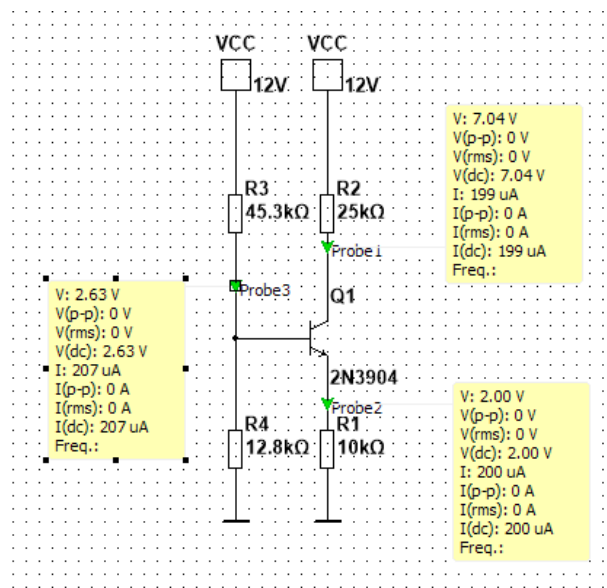 VCC VCC
12V 12V
V: 7.04 V
V(p-p): 0 V
V(rms): 0 V
V(dc): 7.04 V
I: 199 uA
I(p-p): 0 A
I(rms): 0 A
I(dc): 199 uA
Freq.:
R3
45.3kΩ
R2
25kΩ
Probe1
V: 2.63 V
V(p-p): 0 V
V(rms): 0 V
V(dc): 2.63 V
I: 207 uA
I(p-p): 0 A
I(rms): 0 A
I(dc): 207 uA
Freq.:
Probe3
Q1
2N3904
Probe2
R4
12.8kΩ
R1
10kΩ
V: 2.00 V
V(p-p): 0 V
V(rms): 0 V
V(dc): 2.00 V
I: 200 uA
I(p-p): 0 A
I(rms): 0 A
I(dc): 200 uA
Freq.: